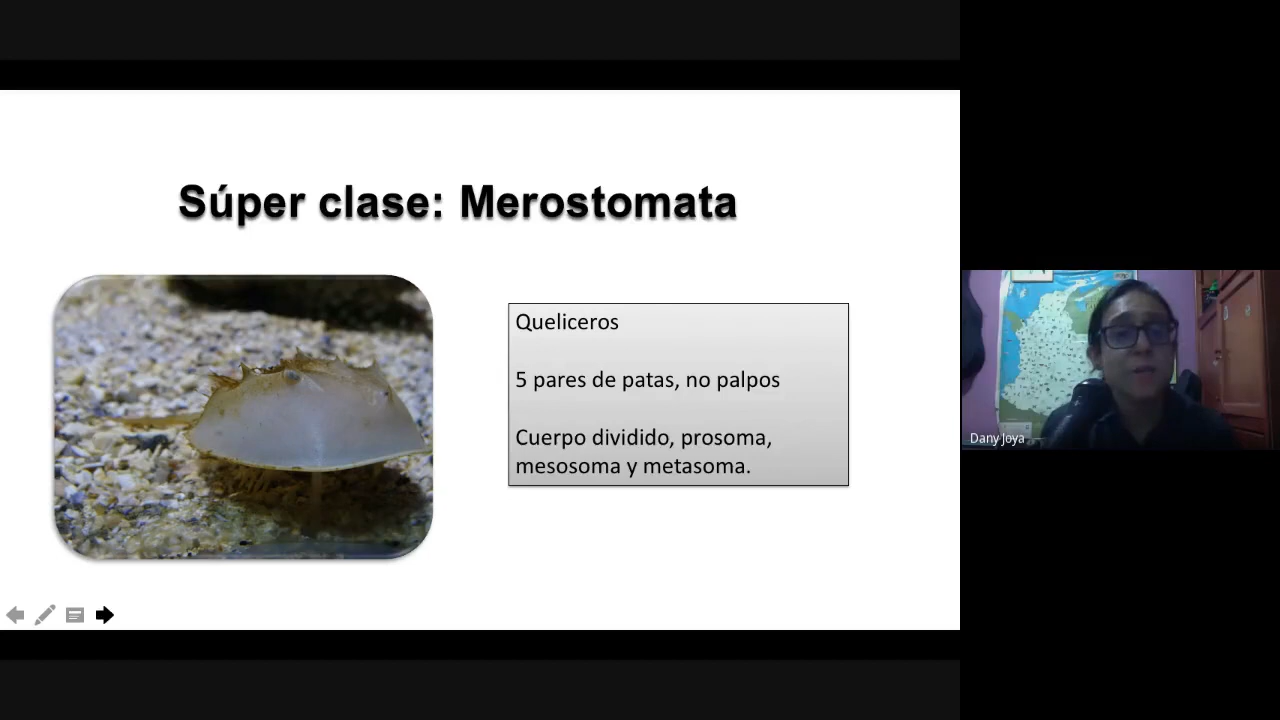 Súper clase: Merostomata
Queliceros
5 pares de patas, no palpos
Cuerpo dividido, prosoma,
mesosoma y metasoma.
Dany Joya